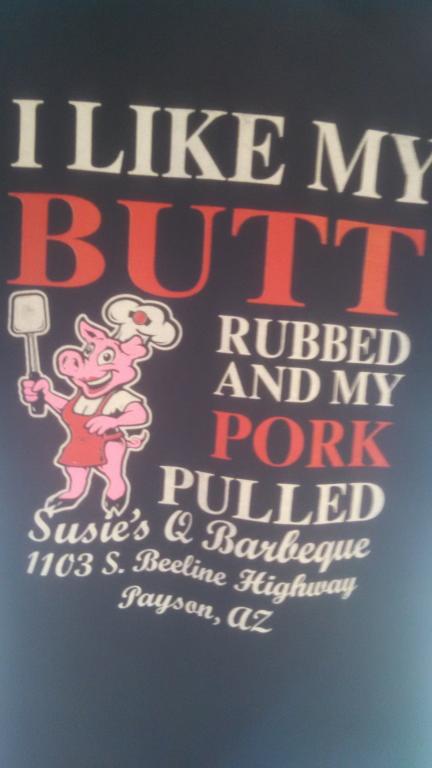 I LIKE MY
BUTT
RUBBED
AND MY
PORK
PULLED
Susie's Q Barbeque
1103 S. Beeline Highway
Payson, AZ